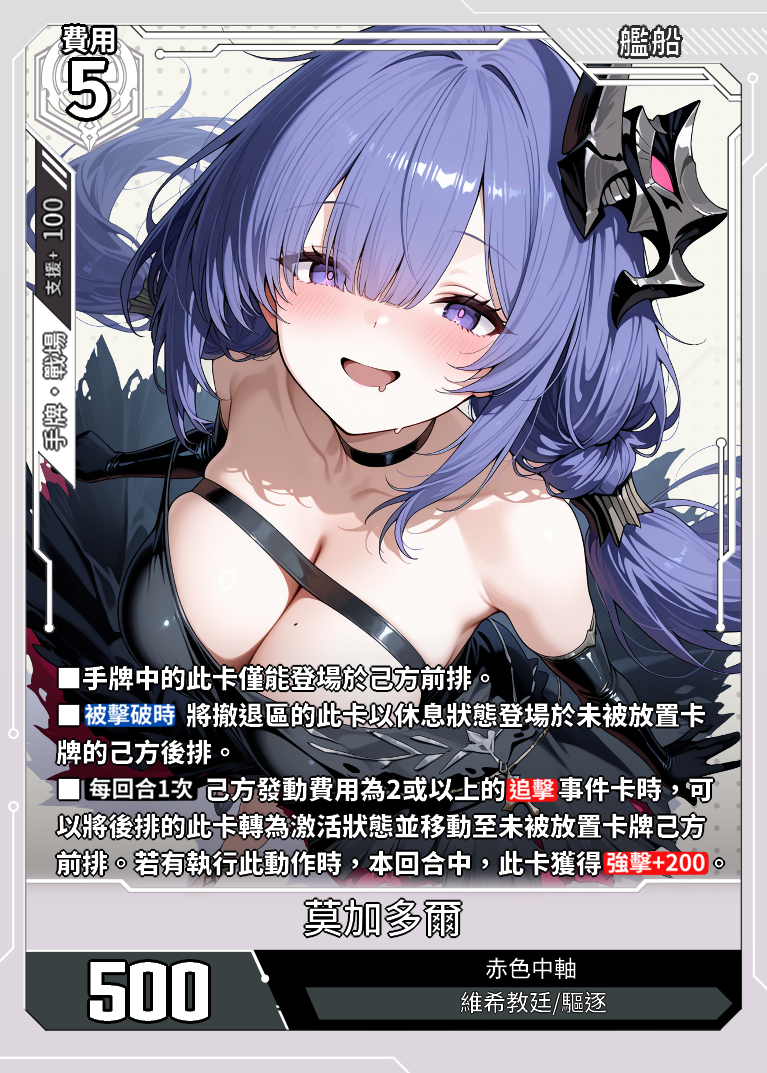 費用
5
艦船
支援+ 100
手牌・戰場
■手牌中的此卡僅能登場於己方前排。
■被擊破時 將撤退區的此卡以休息狀態登場於未被放置卡
牌的己方後排。
■每回合1次 己方發動費用為2或以上的追擊事件卡時，可
以將後排的此卡轉為激活狀態並移動至未被放置卡牌己方
前排。若有執行此動作時，本回合中，此卡獲得強擊+200。
莫加多爾
500
赤色中軸
維希教廷/驅逐